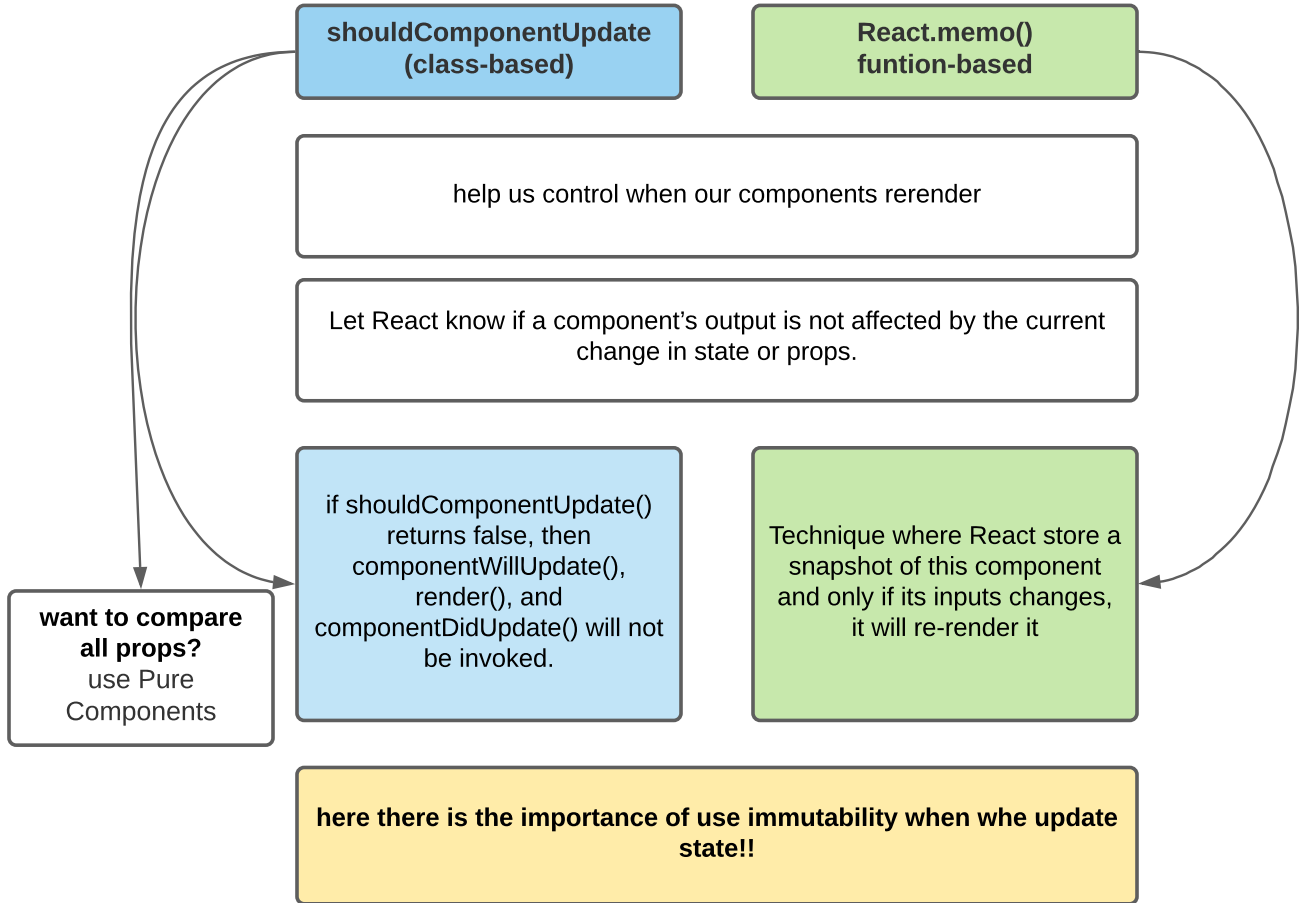 shouldComponentUpdate
(class-based)
React.memo()
funtion-based
help us control when our components rerender
Let React know if a component’s output is not affected by the current
change in state or props.
if shouldComponentUpdate()
returns false, then
componentWillUpdate(),
render(), and
componentDidUpdate() will not
be invoked.
Technique where React store a
snapshot of this component
and only if its inputs changes,
it will re-render it
want to compare
all props?
use Pure
Components
here there is the importance of use immutability when whe update
state!!